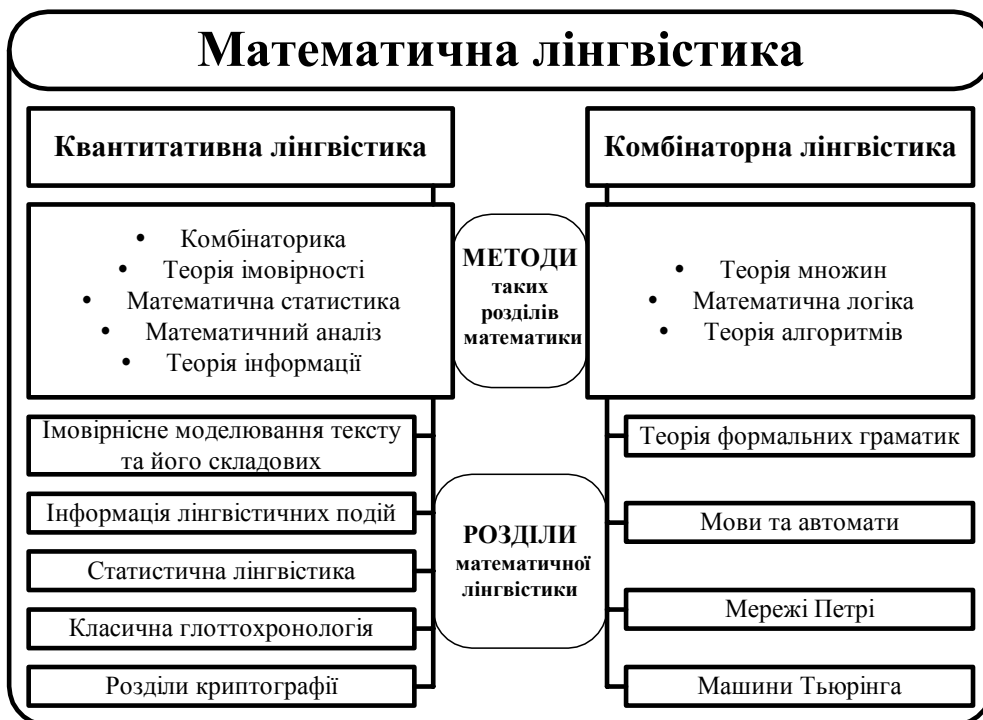 Математична лінгвістика
Квантитативна лінгвістика
• Комбінаторика
• Теорія імовірності
• Математична статистика
• Математичний аналіз
• Теорія інформації
Імовірнісне моделювання тексту
та його складових
Інформація лінгвістичних подій
Статистична лінгвістика
Класична глоттохронологія
Розділи криптографії
МЕТОДИ
таких
розділів
математики
РОЗДІЛИ
математичної
лінгвістики
Комбінаторна лінгвістика
• Теорія множин
• Математична логіка
• Теорія алгоритмів
Теорія формальних граматик
Мови та автомати
Мережі Петрі
Машини Тьюрінга